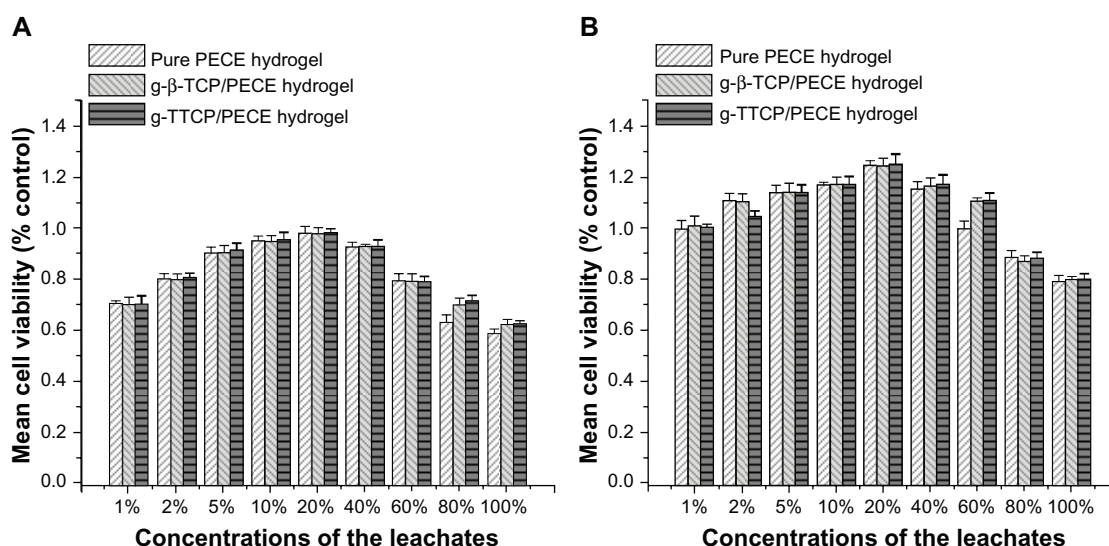 A
Pure PECE hydrogel
g-β-TCP/PECE hydrogel
g-TTCP/PECE hydrogel
Mean cell viability (% control)
1.4
1.2
1.0
0.8
0.6
0.4
0.2
0.0
1% 2% 5% 10% 20% 40% 60% 80% 100%
Concentrations of the leachates
B
Pure PECE hydrogel
g-β-TCP/PECE hydrogel
g-TTCP/PECE hydrogel
Mean cell viability (% control)
1.4
1.2
1.0
0.8
0.6
0.4
0.2
0.0
1% 2% 5% 10% 20% 40% 60% 80% 100%
Concentrations of the leachates